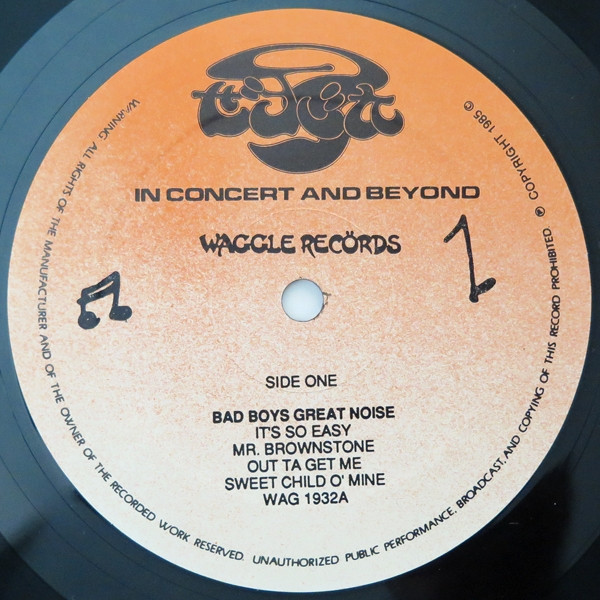 IN CONCERT AND BEYOND
WAGGLE RECÖRDS
SIDE ONE
BAD BOYS GREAT NOISE
IT'S SO EASY
MR. BROWNSTONE
OUT TA GET ME
SWEET CHILD O' MINE
WAG 1932A
WARNING. ALL RIGHTS OF THE MANUFACTURER AND OF THE OWNER OF THE RECORDED WORK RESERVED. UNAUTHORIZED PUBLIC PERFORMANCE, BROADCAST, AND COPYING OF THIS RECORD PROHIBITED ℗ COPYRIGHT 1985 ©